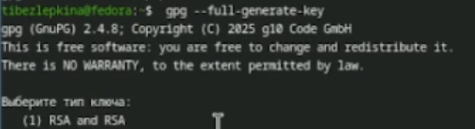 tibezlepkina@fedora:~$ gpg --full-generate-key
gpg (GnuPG) 2.4.8; Copyright (C) 2025 g10 Code GmbH
This is free software: you are free to change and redistribute it.
There is NO WARRANTY, to the extent permitted by law.
Выберите тип ключа:
(1) RSA and RSA